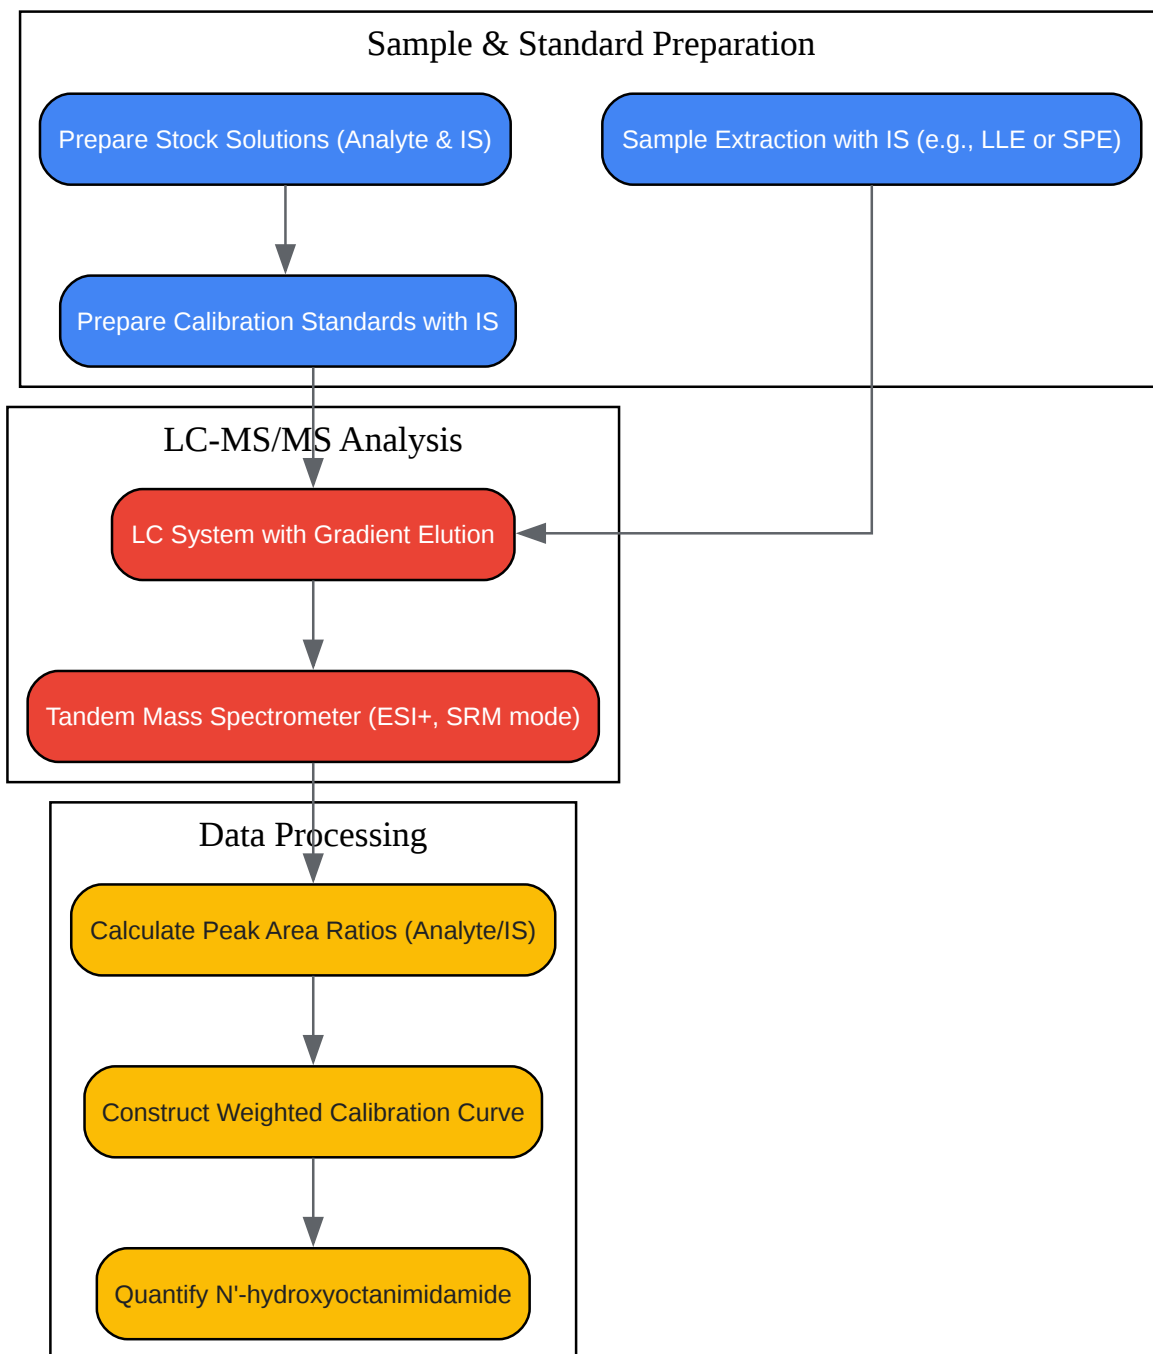 Sample & Standard Preparation
Prepare Stock Solutions (Analyte & IS)
Sample Extraction with IS (e.g., LLE or SPE)
Prepare Calibration Standards with IS
LC-MS/MS Analysis
LC System with Gradient Elution
Tandem Mass Spectrometer (ESI+, SRM mode)
Data Processing
Calculate Peak Area Ratios (Analyte/IS)
Construct Weighted Calibration Curve
Quantify N'-hydroxyoctanimidamide